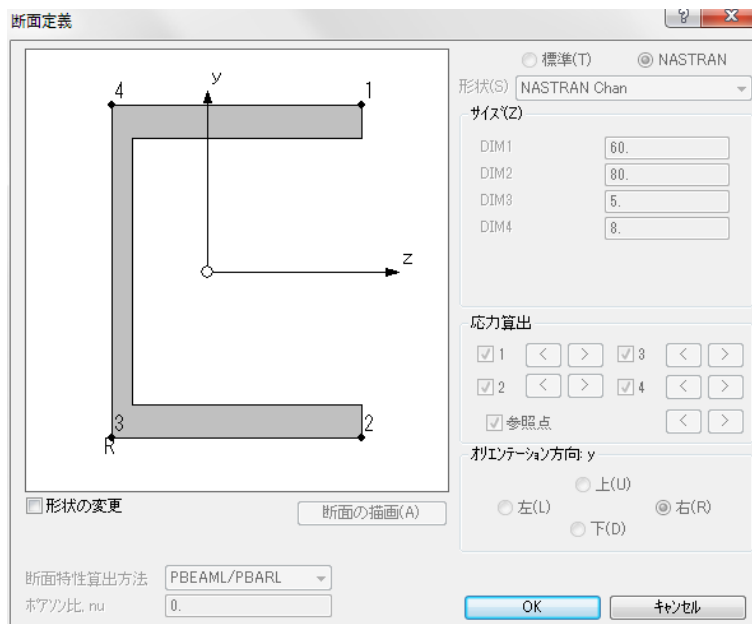 断面定義
標準(T) NASTRAN
形状(S) NASTRAN Chan
サイズ(Z)
DIM1 60.
DIM2 80.
DIM3 5.
DIM4 8.
応力算出
1 < > 3 < >
2 < > 4 < >
参照点 < >
オリエンテーション方向: y
上(U)
左(L) 右(R)
下(D)
4 y 1
z
3 2
R
形状の変更 断面の描画(A)
断面特性算出方法 PBEAML/PBARL
ポアソン比, nu 0.
OK キャンセル